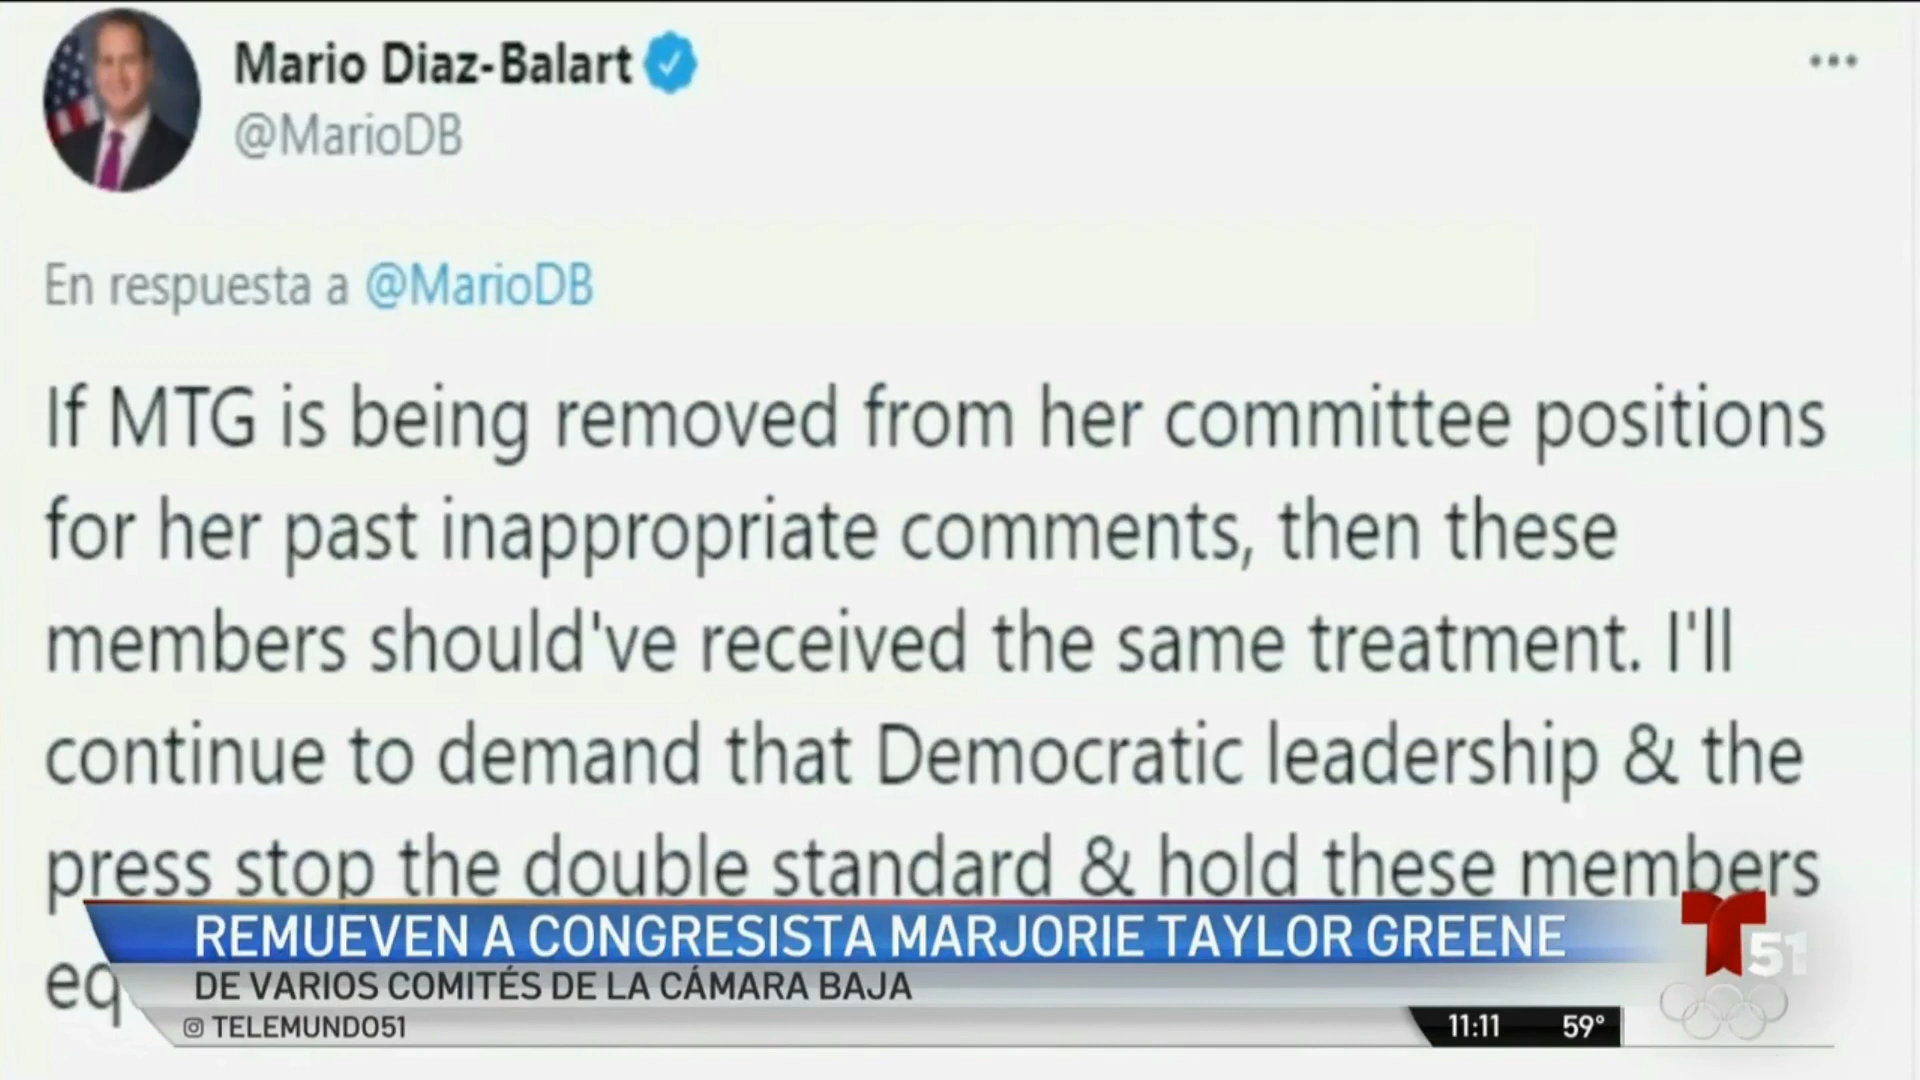 Mario Diaz-Balart
@MarioDB
En respuesta a @MarioDB
If MTG is being removed from her committee positions
for her past inappropriate comments, then these
members should've received the same treatment. I'll
continue to demand that Democratic leadership & the
press stop the double standard & hold these members
REMUEVEN A CONGRESISTA MARJORIE TAYLOR GREENE
DE VARIOS COMITÉS DE LA CÁMARA BAJA
TELEMUNDO51
11:11 59°
T 51